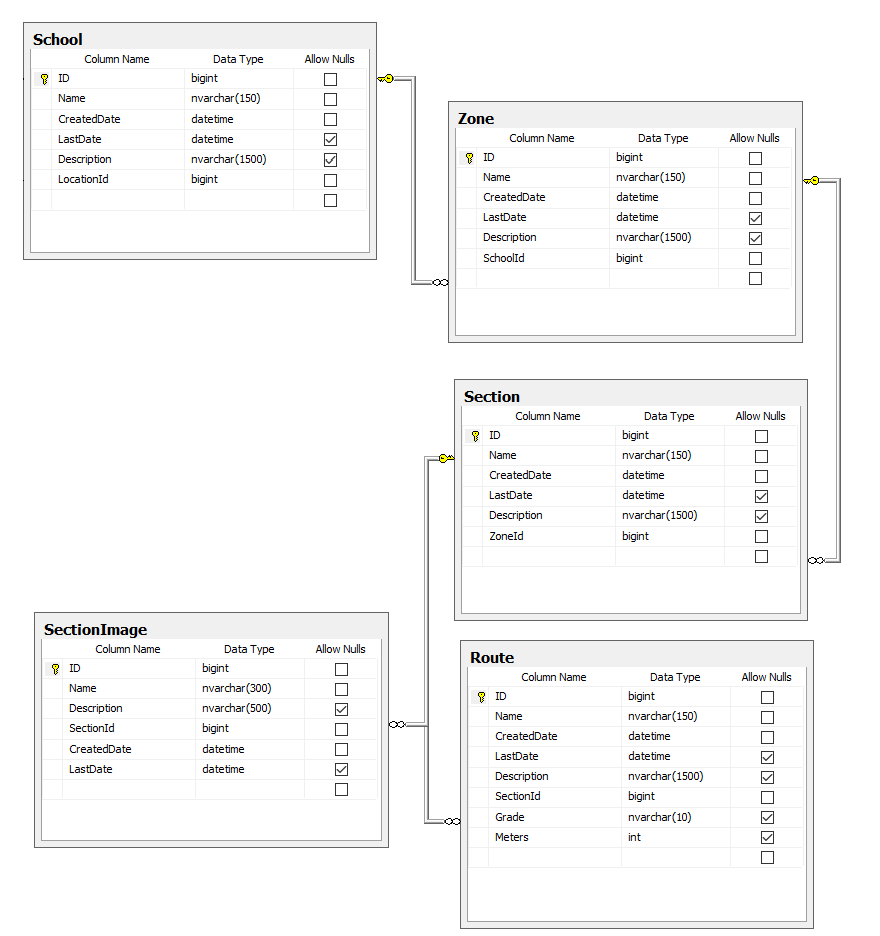 School
Column Name Data Type Allow Nulls
ID bigint
Name nvarchar(150)
CreatedDate datetime
LastDate datetime
Description nvarchar(1500)
LocationId bigint
Zone
Column Name Data Type Allow Nulls
ID bigint
Name nvarchar(150)
CreatedDate datetime
LastDate datetime
Description nvarchar(1500)
SchoolId bigint
Section
Column Name Data Type Allow Nulls
ID bigint
Name nvarchar(150)
CreatedDate datetime
LastDate datetime
Description nvarchar(1500)
ZoneId bigint
SectionImage
Column Name Data Type Allow Nulls
ID bigint
Name nvarchar(300)
Description nvarchar(500)
SectionId bigint
CreatedDate datetime
LastDate datetime
Route
Column Name Data Type Allow Nulls
ID bigint
Name nvarchar(150)
CreatedDate datetime
LastDate datetime
Description nvarchar(1500)
SectionId bigint
Grade nvarchar(10)
Meters int